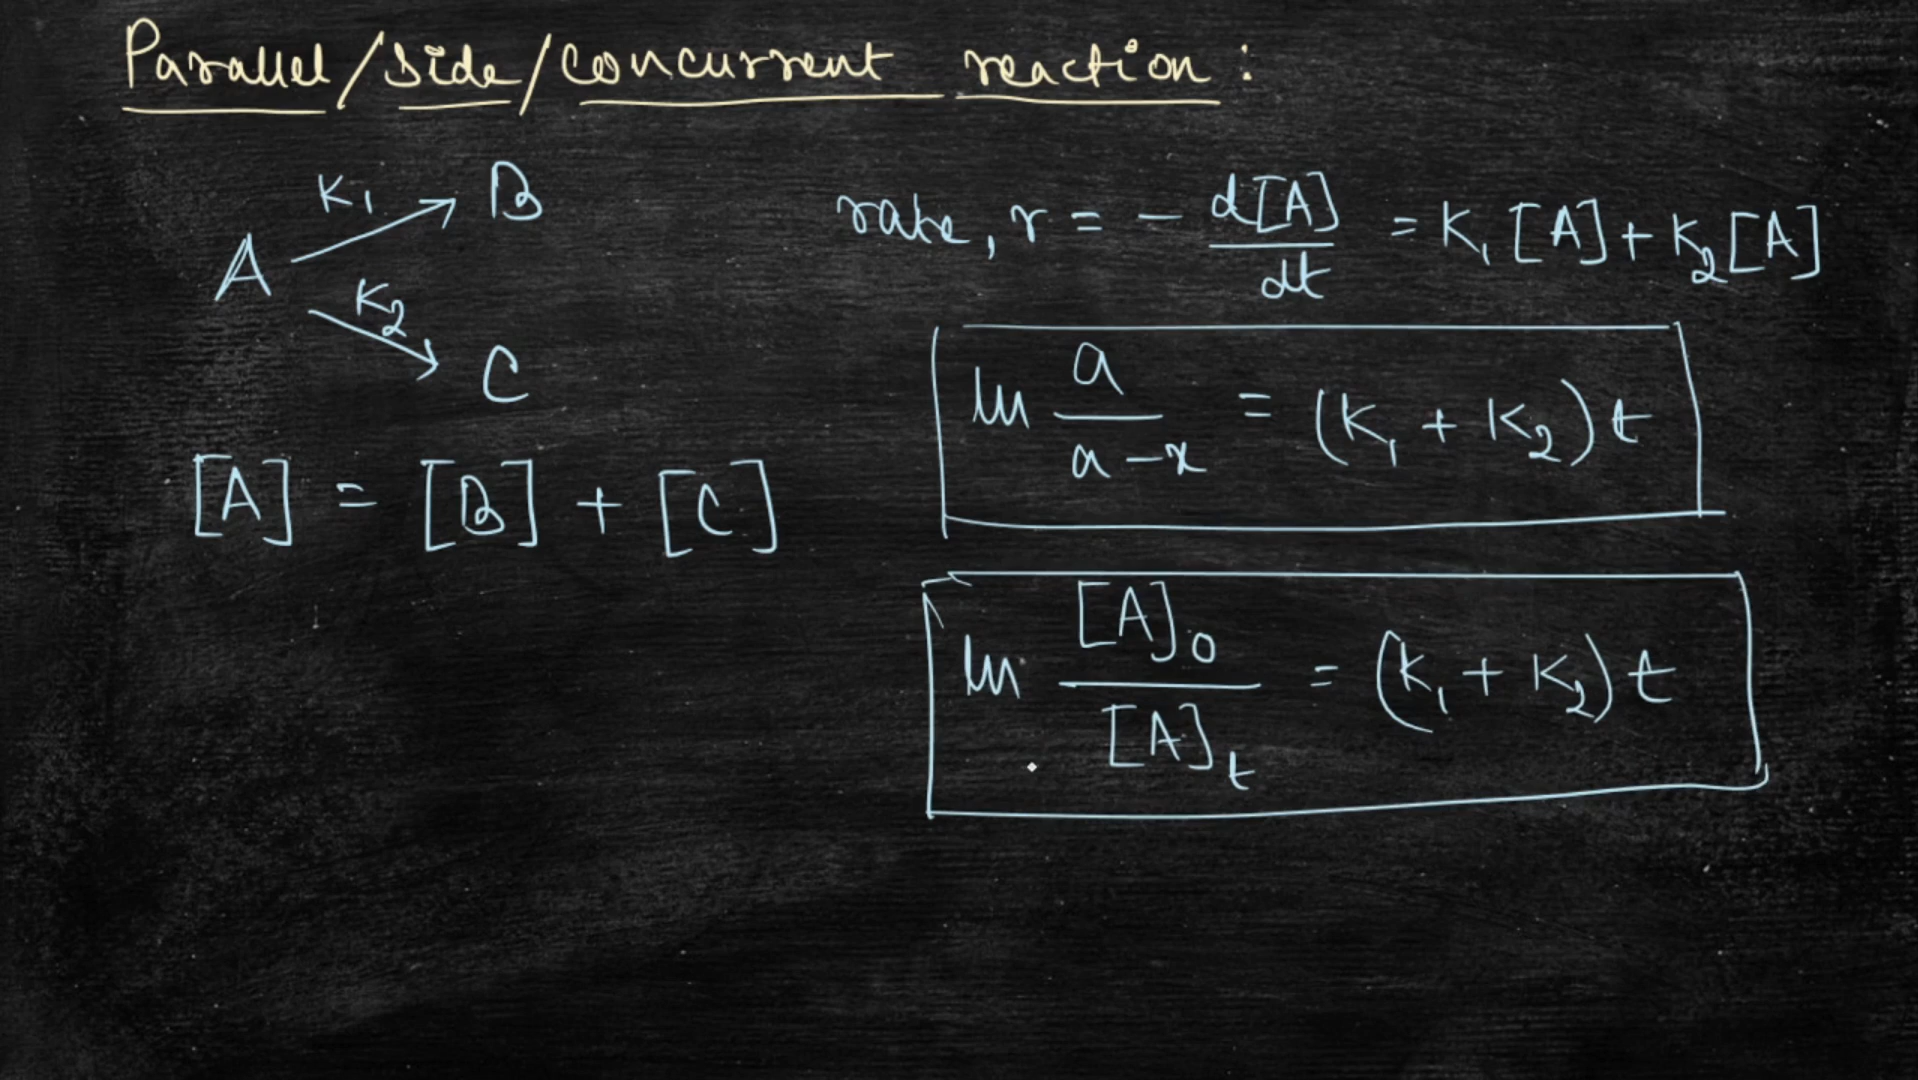 Parallel/Side/Concurrent reaction:
K1 B
A
K2
C
rate, r = - d[A]/dt = K1[A] + K2[A]
ln a/a-x = (K1 + K2)t
[A] = [B] + [C]
ln [A]0/[A]t = (K1 + K2)t